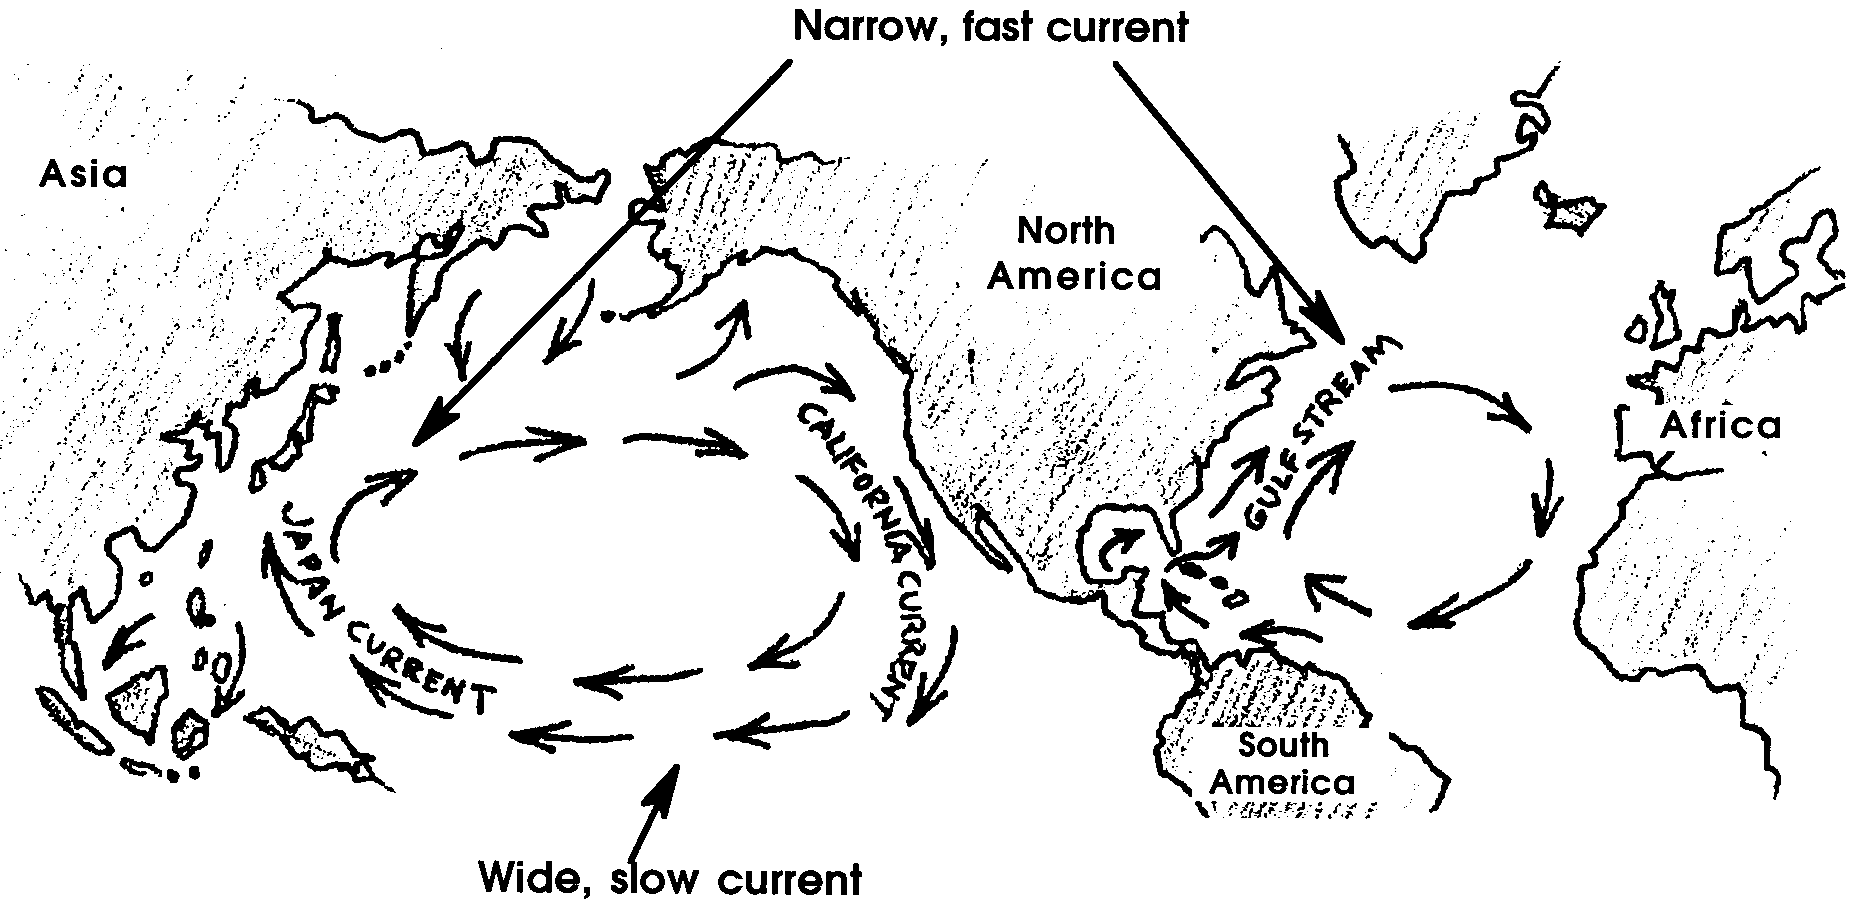 Narrow, fast current
Asia
North
America
GULF STREAM
CALIFORNIA CURRENT
Africa
JAPAN CURRENT
South
America
Wide, slow current